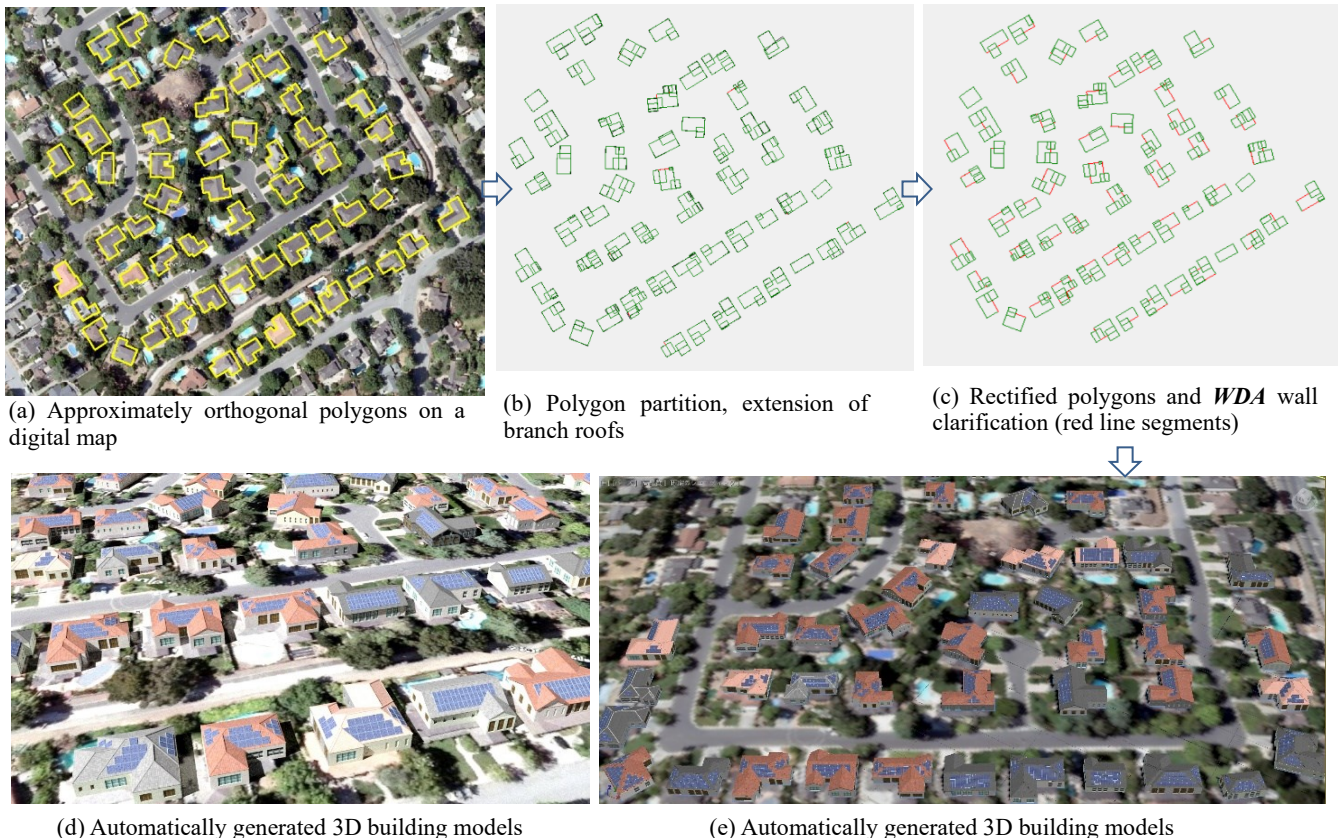 (a) Approximately orthogonal polygons on a
digital map
(b) Polygon partition, extension of
branch roofs
(c) Rectified polygons and WDA wall
clarification (red line segments)
(d) Automatically generated 3D building models
(e) Automatically generated 3D building models